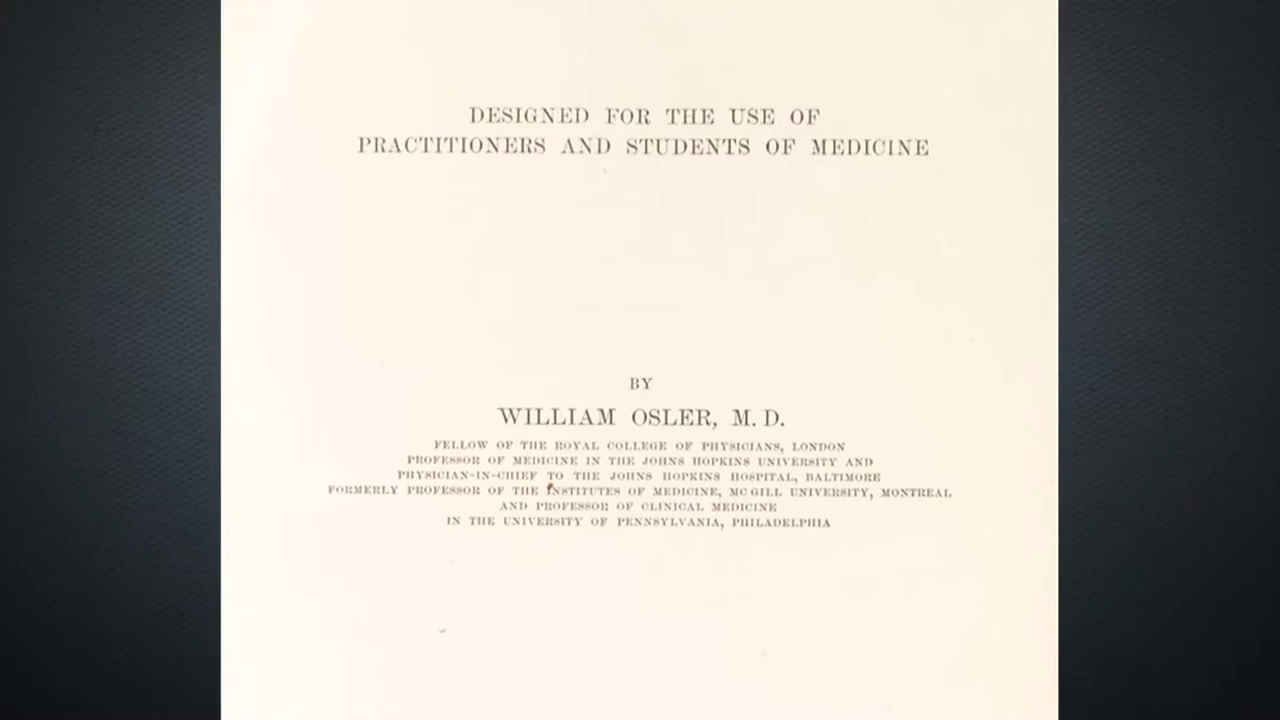 DESIGNED FOR THE USE OF
PRACTITIONERS AND STUDENTS OF MEDICINE
BY
WILLIAM OSLER, M. D.
FELLOW OF THE ROYAL COLLEGE OF PHYSICIANS, LONDON
PROFESSOR OF MEDICINE IN THE JOHNS HOPKINS UNIVERSITY AND
PHYSICIAN-IN-CHIEF TO THE JOHNS HOPKINS HOSPITAL, BALTIMORE
FORMERLY PROFESSOR OF THE INSTITUTES OF MEDICINE, MCGILL UNIVERSITY, MONTREAL
AND PROFESSOR OF CLINICAL MEDICINE
IN THE UNIVERSITY OF PENNSYLVANIA, PHILADELPHIA